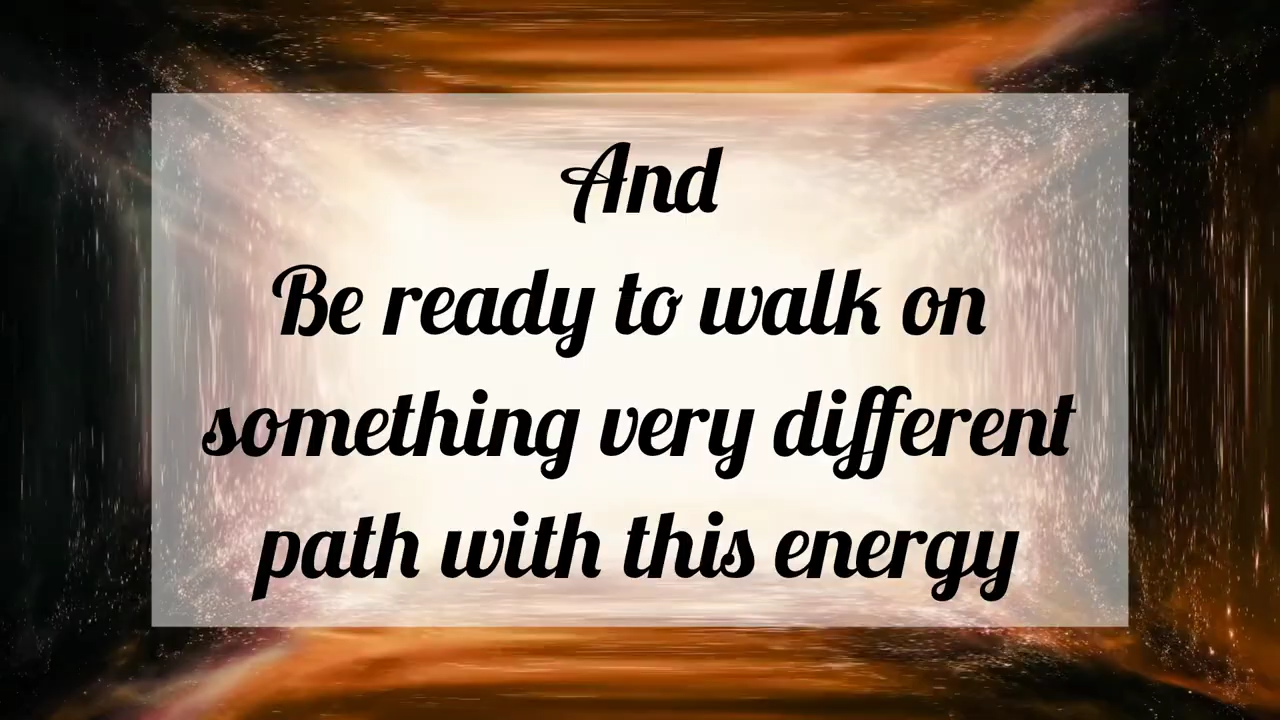 And
Be ready to walk on
something very different
path with this energy